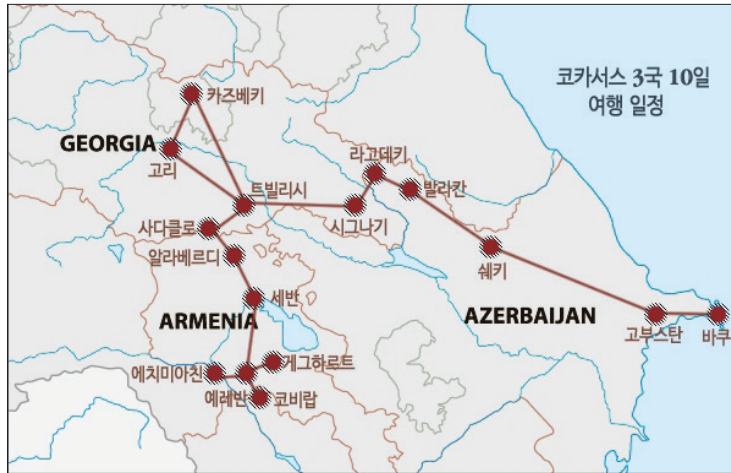 코카서스 3국 10일
여행 일정
카즈베키
GEORGIA
고리
라고데키
트빌리시
발라칸
시그나기
사다클로
알라베르디
쉐키
세반
ARMENIA
AZERBAIJAN
고부스탄
바쿠
게그하르트
에치미아친
예레반
코비랍